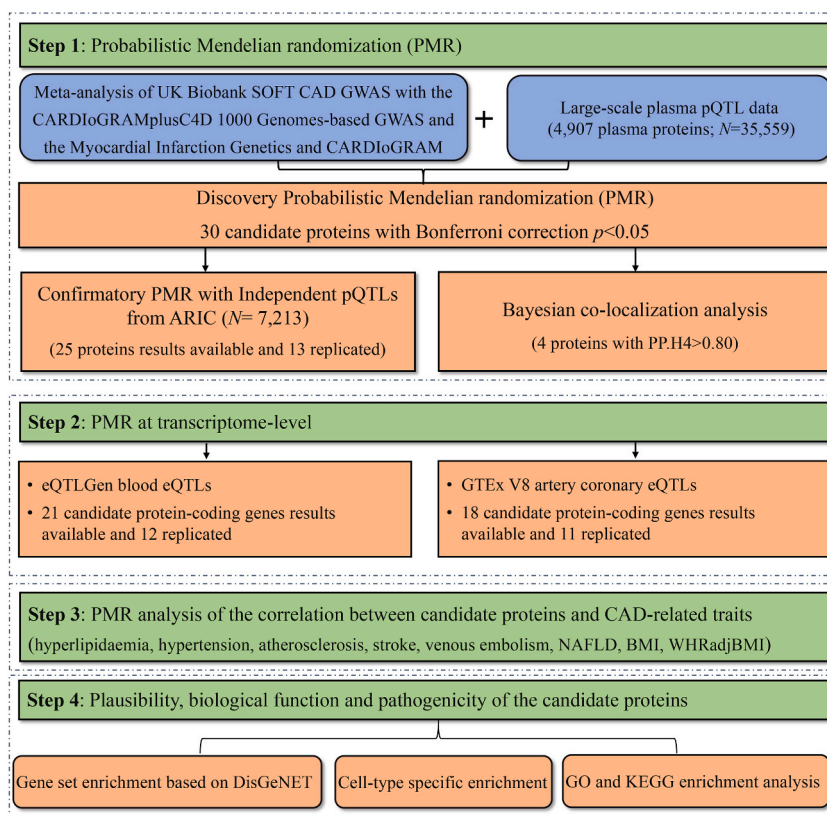 Step 1: Probabilistic Mendelian randomization (PMR)
Meta-analysis of UK Biobank SOFT CAD GWAS with the
CARDIoGRAMplusC4D 1000 Genomes-based GWAS and
the Myocardial Infarction Genetics and CARDIoGRAM
+
Large-scale plasma pQTL data
(4,907 plasma proteins; N=35,559)
Discovery Probabilistic Mendelian randomization (PMR)
30 candidate proteins with Bonferroni correction p<0.05
Confirmatory PMR with Independent pQTLs
from ARIC (N= 7,213)
(25 proteins results available and 13 replicated)
Bayesian co-localization analysis
(4 proteins with PP.H4>0.80)
Step 2: PMR at transcriptome-level
• eQTLGen blood eQTLs
• 21 candidate protein-coding genes results
available and 12 replicated
• GTEx V8 artery coronary eQTLs
• 18 candidate protein-coding genes results
available and 11 replicated
Step 3: PMR analysis of the correlation between candidate proteins and CAD-related traits
(hyperlipidaemia, hypertension, atherosclerosis, stroke, venous embolism, NAFLD, BMI, WHRadjBMI)
Step 4: Plausibility, biological function and pathogenicity of the candidate proteins
Gene set enrichment based on DisGeNET
Cell-type specific enrichment
GO and KEGG enrichment analysis